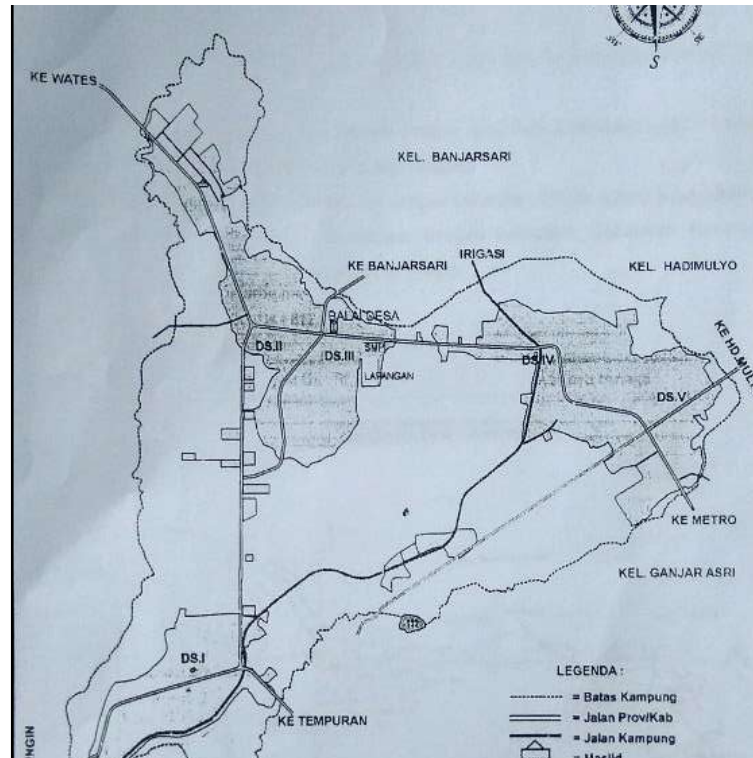 S
KE WATES
KEL. BANJARSARI
KE BANJARSARI
IRIGASI
KEL. HADIMULYO
BALAI DESA
DS.II
DS.III
SMP
LAPANGAN
DS.IV
DS.V
KE METRO
KEL. GANJAR ASRI
DS.I
KE TEMPURAN
LEGENDA :
= Batas Kampung
= Jalan Prov/Kab
= Jalan Kampung
= Masjid